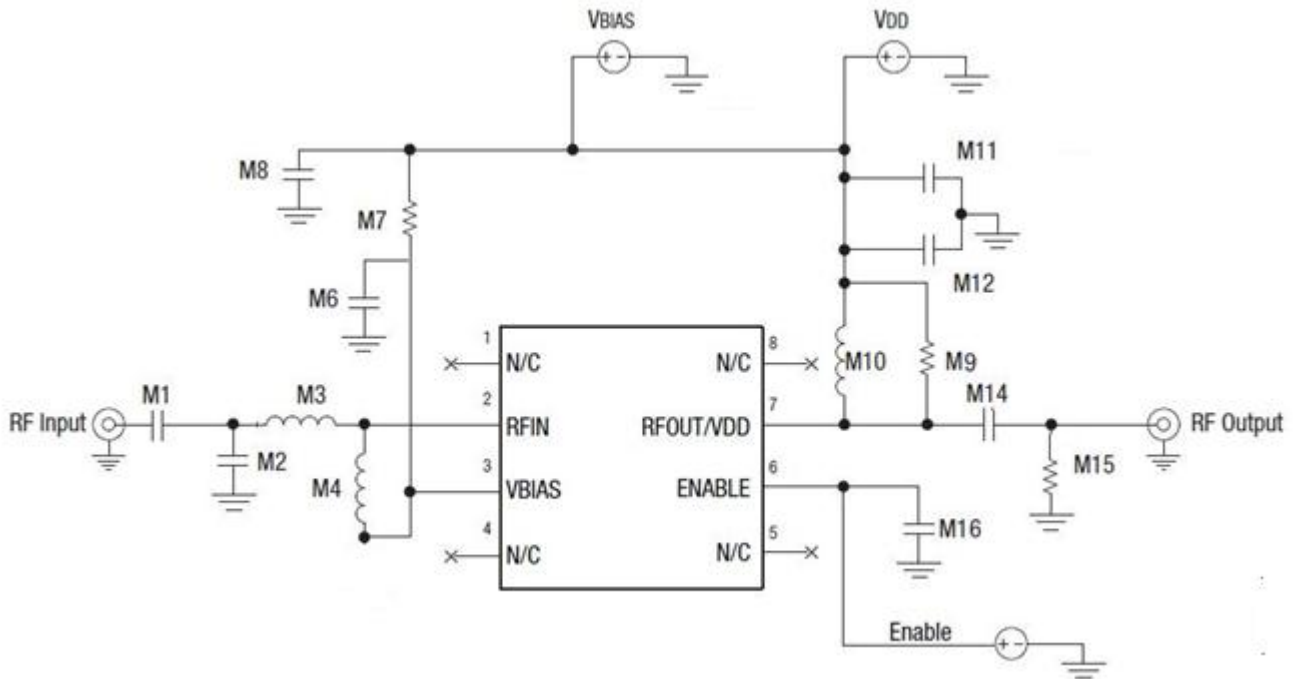 VBIAS
VDD
M8
M7
M11
M12
M6
1
N/C
8
N/C
M10
M9
RF Input
M1
M3
2
RFIN
7
RFOUT/VDD
M14
RF Output
M2
M4
3
VBIAS
6
ENABLE
M15
4
N/C
5
N/C
M16
Enable